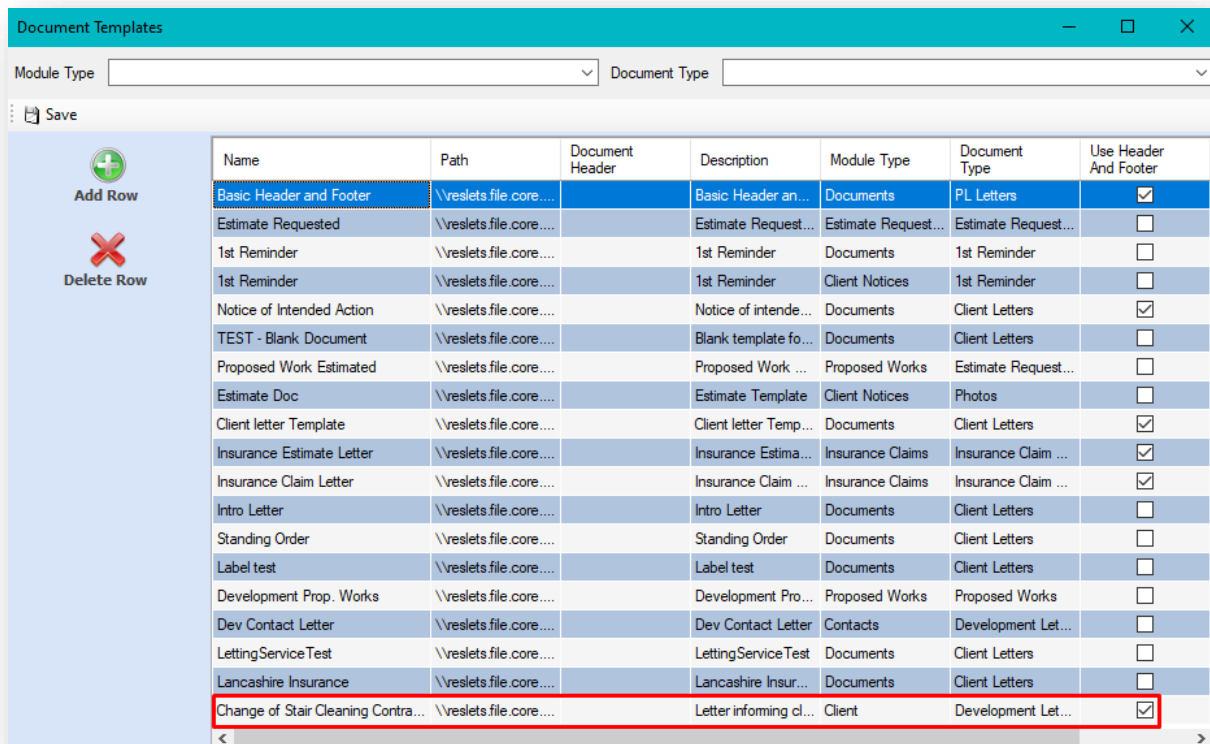 Document Templates
Module Type Document Type
Save
Add Row
Delete Row
Name Path Document Header Description Module Type Document Type Use Header And Footer
Basic Header and Footer \\reslets.file.core.... Basic Header an... Documents PL Letters
Estimate Requested \\reslets.file.core.... Estimate Request... Estimate Request... Estimate Request...
1st Reminder \\reslets.file.core.... 1st Reminder Documents 1st Reminder
1st Reminder \\reslets.file.core.... 1st Reminder Client Notices 1st Reminder
Notice of Intended Action \\reslets.file.core.... Notice of intende... Documents Client Letters
TEST - Blank Document \\reslets.file.core.... Blank template fo... Documents Client Letters
Proposed Work Estimated \\reslets.file.core.... Proposed Work ... Proposed Works Estimate Request...
Estimate Doc \\reslets.file.core.... Estimate Template Client Notices Photos
Client letter Template \\reslets.file.core.... Client letter Temp... Documents Client Letters
Insurance Estimate Letter \\reslets.file.core.... Insurance Estima... Insurance Claims Insurance Claim ...
Insurance Claim Letter \\reslets.file.core.... Insurance Claim ... Insurance Claims Insurance Claim ...
Intro Letter \\reslets.file.core.... Intro Letter Documents Client Letters
Standing Order \\reslets.file.core.... Standing Order Documents Client Letters
Label test \\reslets.file.core.... Label test Documents Client Letters
Development Prop. Works \\reslets.file.core.... Development Pro... Proposed Works Proposed Works
Dev Contact Letter \\reslets.file.core.... Dev Contact Letter Contacts Development Let...
LettingServiceTest \\reslets.file.core.... LettingServiceTest Documents Client Letters
Lancashire Insurance \\reslets.file.core.... Lancashire Insur... Documents Client Letters
Change of Stair Cleaning Contra... \\reslets.file.core.... Letter informing cl... Client Development Let...